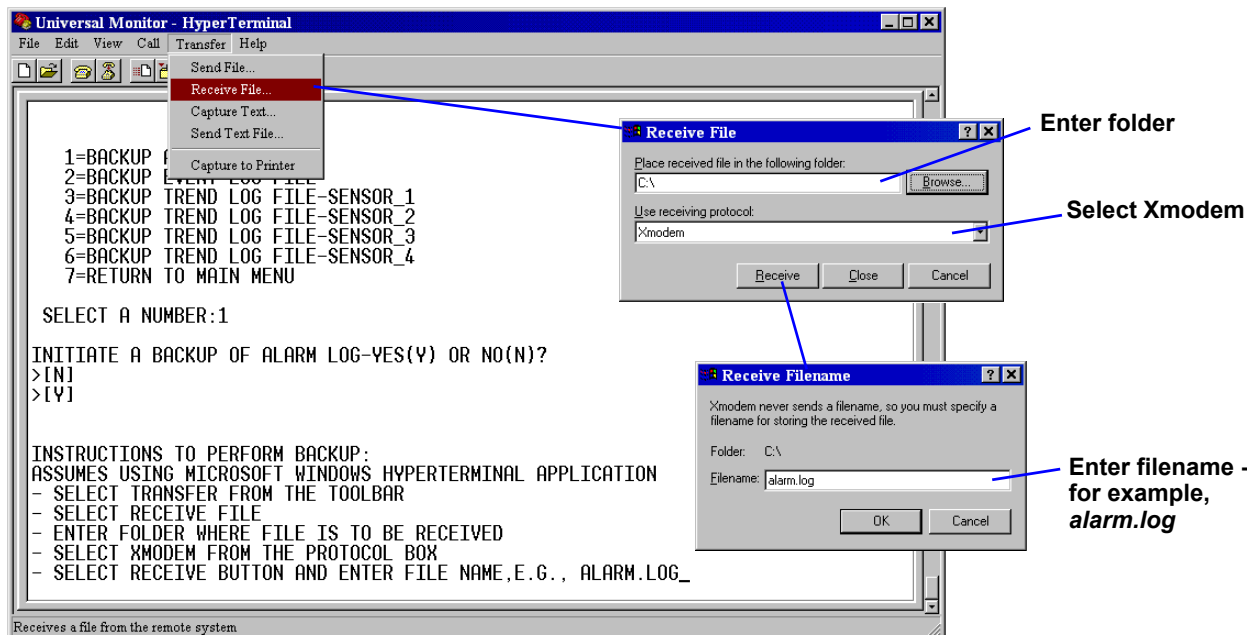 Universal Monitor - HyperTerminal
File Edit View Call Transfer Help
Send File...
Receive File...
Capture Text...
Send Text File...
Capture to Printer
1=BACKUP
2=BACKUP EVENT LOG FILE
3=BACKUP TREND LOG FILE-SENSOR_1
4=BACKUP TREND LOG FILE-SENSOR_2
5=BACKUP TREND LOG FILE-SENSOR_3
6=BACKUP TREND LOG FILE-SENSOR_4
7=RETURN TO MAIN MENU
SELECT A NUMBER:1
INITIATE A BACKUP OF ALARM LOG-YES(Y) OR NO(N)?
>[N]
>[Y]
INSTRUCTIONS TO PERFORM BACKUP:
ASSUMES USING MICROSOFT WINDOWS HYPERTERMINAL APPLICATION
- SELECT TRANSFER FROM THE TOOLBAR
- SELECT RECEIVE FILE
- ENTER FOLDER WHERE FILE IS TO BE RECEIVED
- SELECT XMODEM FROM THE PROTOCOL BOX
- SELECT RECEIVE BUTTON AND ENTER FILE NAME,E.G., ALARM.LOG_
Receives a file from the remote system
Receive File
Place received file in the following folder:
C:\
Browse...
Use receiving protocol:
Xmodem
Receive Close Cancel
Enter folder
Select Xmodem
Receive Filename
Xmodem never sends a filename, so you must specify a
filename for storing the received file.
Folder: C:\
Filename: alarm.log
OK Cancel
Enter filename -
for example,
alarm.log